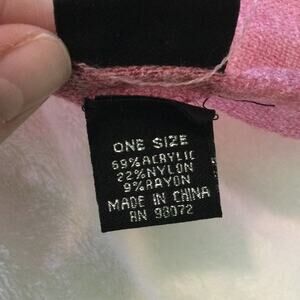 ONE SIZE
69% ACRYLIC
22% NYLON
9% RAYON
MADE IN CHINA
RN 98072